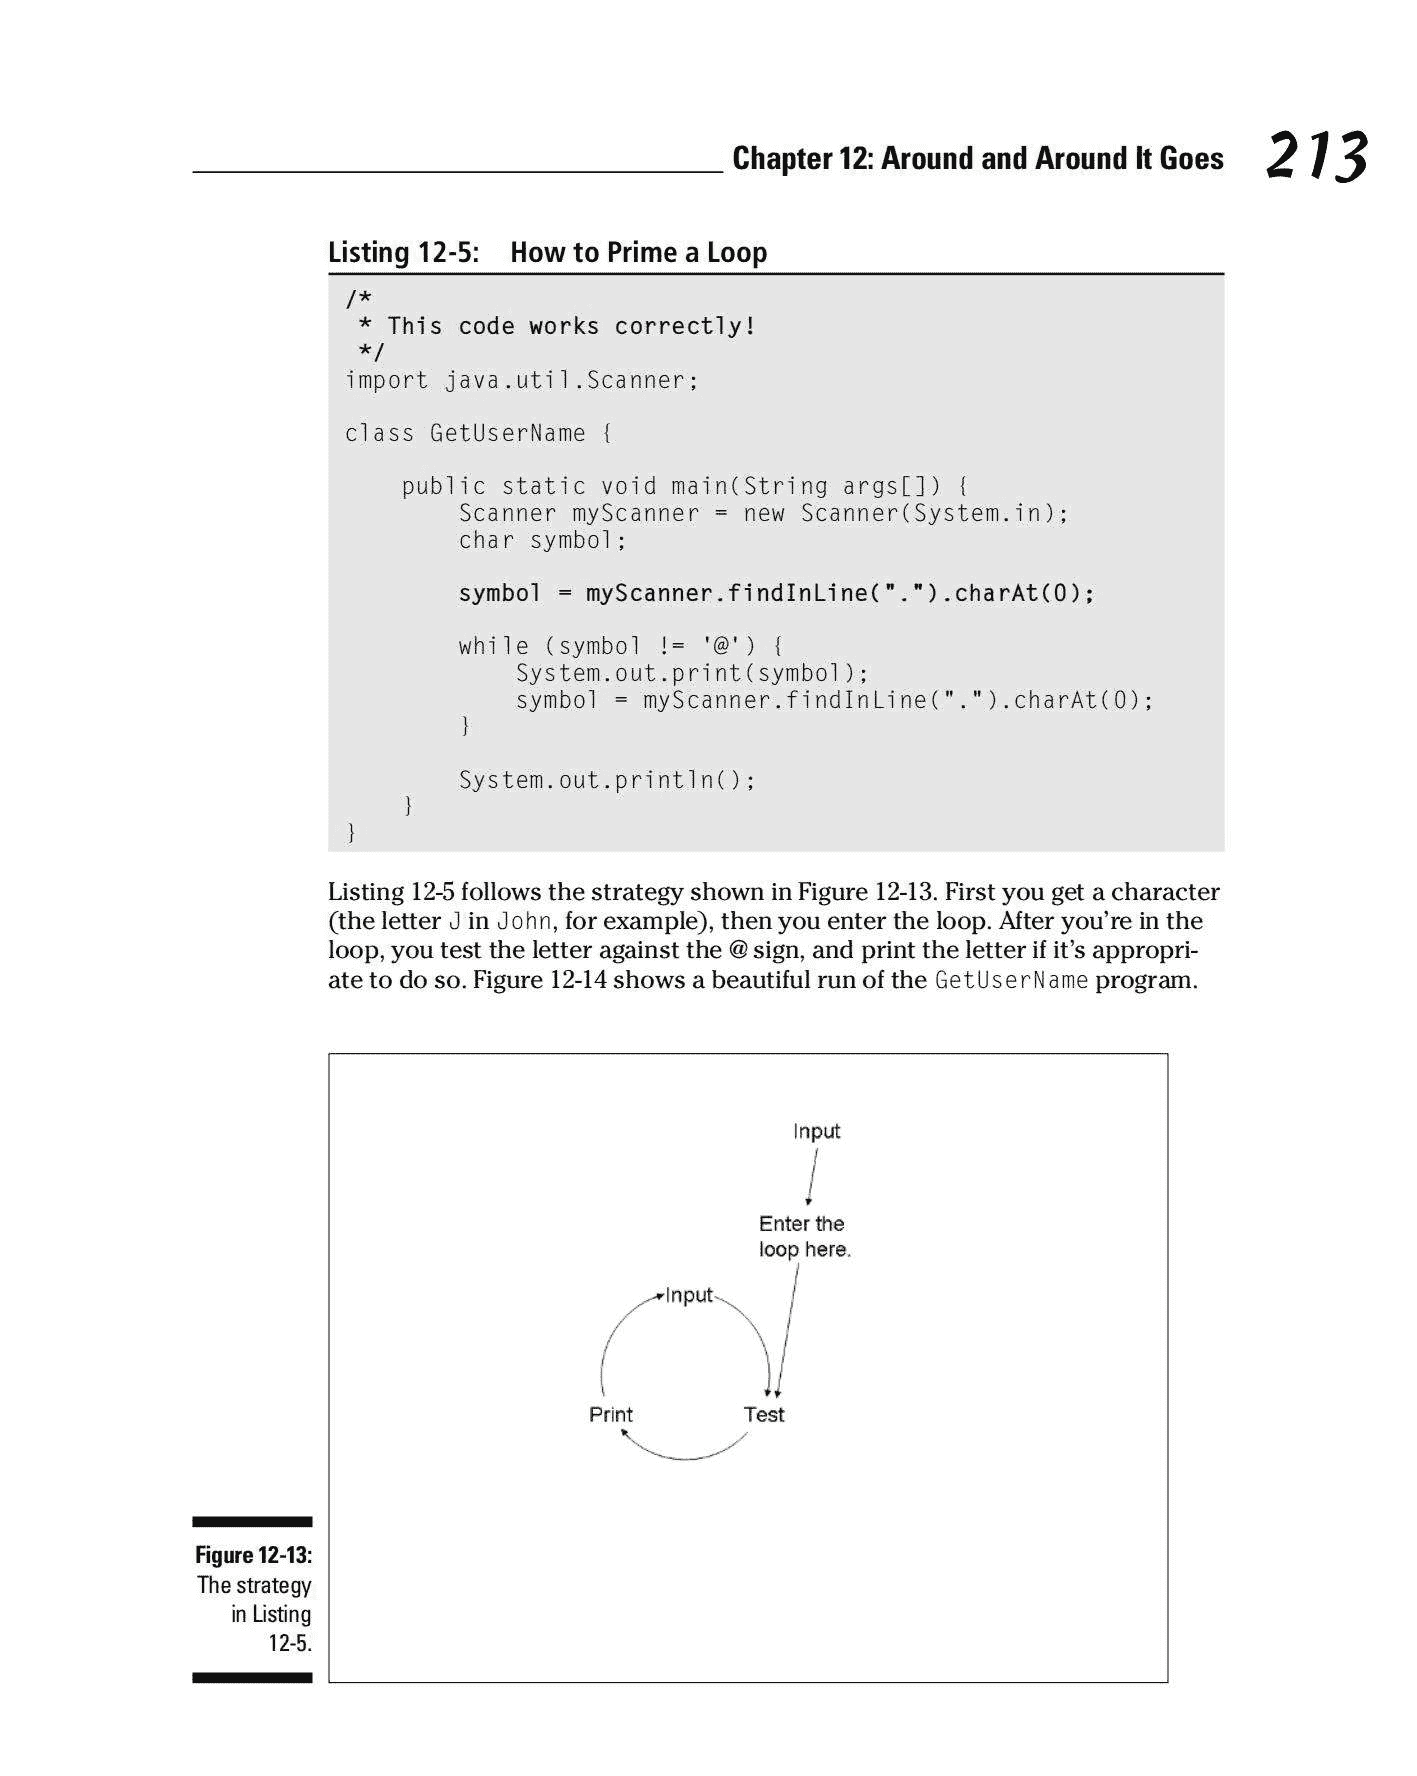 Chapter 12: Around and Around It Goes 213
Listing 12-5: How to Prime a Loop
/*
 * This code works correctly!
 */
import java.util.Scanner;
class GetUserName {
    public static void main(String args[]) {
        Scanner myScanner = new Scanner(System.in);
        char symbol;
        symbol = myScanner.findInLine(".").charAt(0);
        while (symbol != '@') {
            System.out.print(symbol);
            symbol = myScanner.findInLine(".").charAt(0);
        }
        System.out.println();
    }
}
Listing 12-5 follows the strategy shown in Figure 12-13. First you get a character
(the letter J in John, for example), then you enter the loop. After you’re in the
loop, you test the letter against the @ sign, and print the letter if it’s appropri-
ate to do so. Figure 12-14 shows a beautiful run of the GetUserName program.
Input
Enter the
loop here.
Input
Print
Test
Figure 12-13:
The strategy
in Listing
12-5.